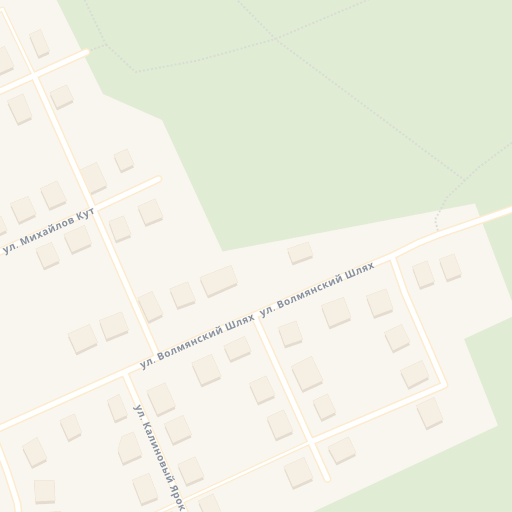 ул. Михайлов Кут
ул. Волмянский Шлях
ул. Волмянский Шлях
ул. Калиновый Ярок